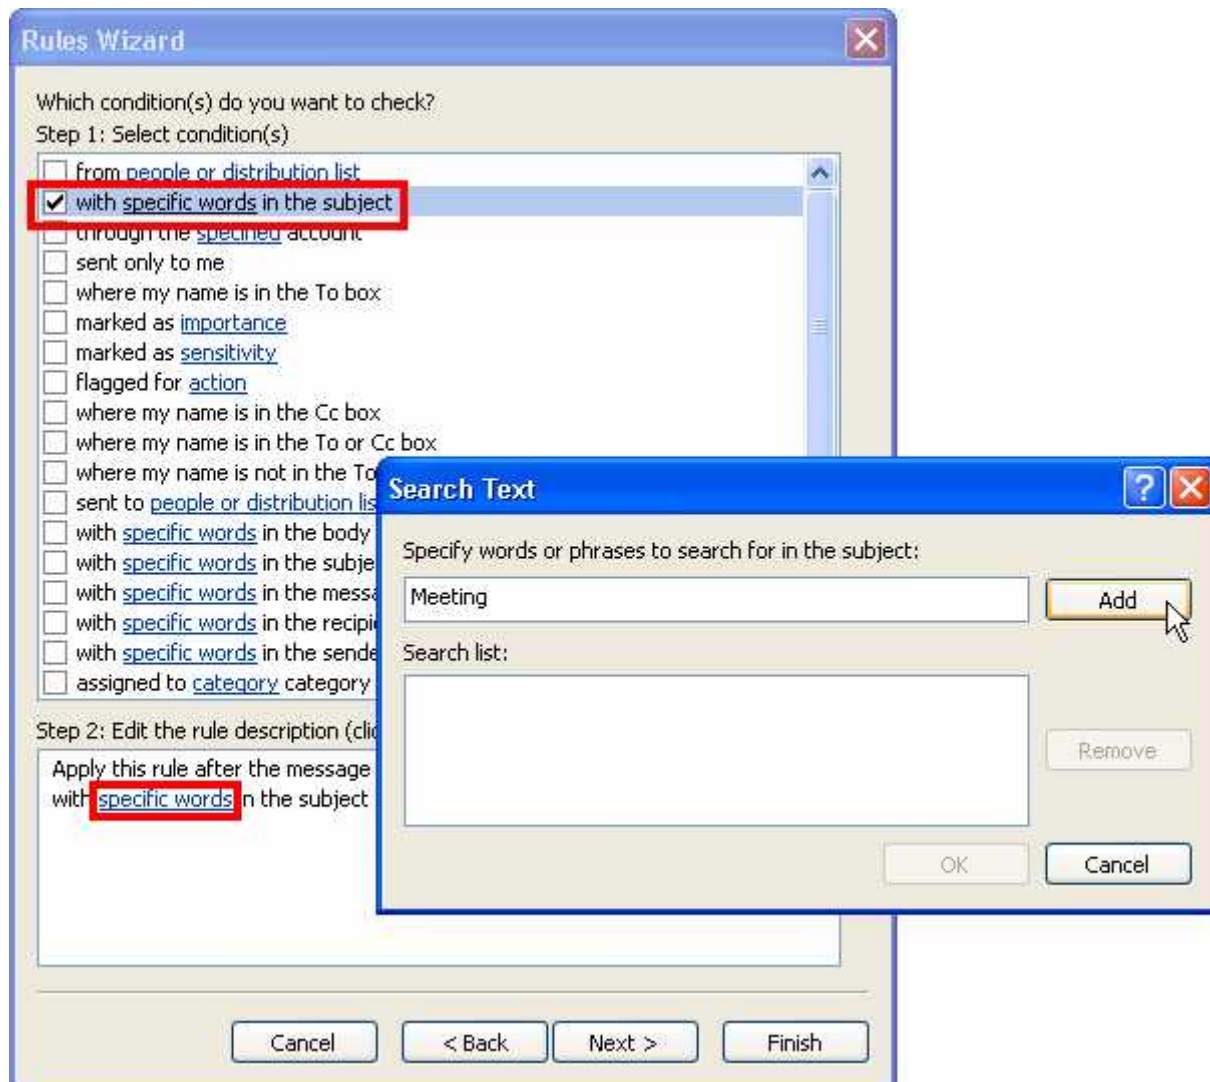 Rules Wizard
Which condition(s) do you want to check?
Step 1: Select condition(s)
from people or distribution list
with specific words in the subject
through the specified account
sent only to me
where my name is in the To box
marked as importance
marked as sensitivity
flagged for action
where my name is in the Cc box
where my name is in the To or Cc box
where my name is not in the To
sent to people or distribution lis
with specific words in the body
with specific words in the subje
with specific words in the messa
with specific words in the recipie
with specific words in the sende
assigned to category category
Step 2: Edit the rule description (clic
Apply this rule after the message
with specific words in the subject
Cancel
< Back
Next >
Finish
Search Text
Specify words or phrases to search for in the subject:
Meeting
Add
Search list:
Remove
OK
Cancel